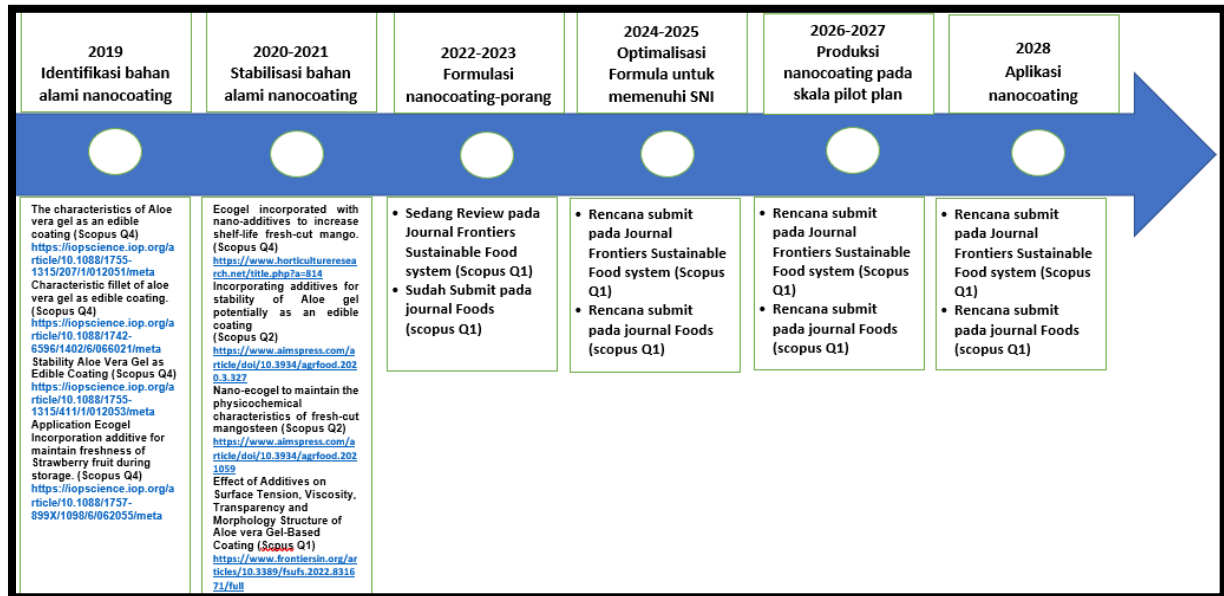 2019
Identifikasi bahan
alami nanocoating
2020-2021
Stabilisasi bahan
alami nanocoating
2022-2023
Formulasi
nanocoating-porang
2024-2025
Optimalisasi
Formula untuk
memenuhi SNI
2026-2027
Produksi
nanocoating pada
skala pilot plan
2028
Aplikasi
nanocoating
The characteristics of Aloe
vera gel as an edible
coating (Scopus Q4)
https://iopscience.iop.org/a
rticle/10.1088/1755-
1315/207/1/012051/meta
Characteristic fillet of aloe
vera gel as edible coating.
(Scopus Q4)
https://iopscience.iop.org/a
rticle/10.1088/1742-
6596/1402/6/066021/meta
Stability Aloe Vera Gel as
Edible Coating (Scopus Q4)
https://iopscience.iop.org/a
rticle/10.1088/1755-
1315/411/1/012053/meta
Application Ecogel
Incorporation additive for
maintain freshness of
Strawberry fruit during
storage. (Scopus Q4)
https://iopscience.iop.org/a
rticle/10.1088/1757-
899X/1098/6/062055/meta
Ecogel incorporated with
nano-additives to increase
shelf-life fresh-cut mango.
(Scopus Q4)
https://www.horticultureresea
rch.net/title.php?a=814
Incorporating additives for
stability of Aloe gel
potentially as an edible
coating
(Scopus Q2)
https://www.aimspress.com/a
rticle/doi/10.3934/agrfood.202
0.3.327
Nano-ecogel to maintain the
physicochemical
characteristics of fresh-cut
mangosteen (Scopus Q2)
https://www.aimspress.com/a
rticle/doi/10.3934/agrfood.202
1059
Effect of Additives on
Surface Tension, Viscosity,
Transparency and
Morphology Structure of
Aloe vera Gel-Based
Coating (Scpus Q1)
https://www.frontiersin.org/ar
ticles/10.3389/fsufs.2022.8316
71/full
• Sedang Review pada
Journal Frontiers
Sustainable Food
system (Scopus Q1)
• Sudah Submit pada
journal Foods
(scopus Q1)
• Rencana submit
pada Journal
Frontiers Sustainable
Food system (Scopus
Q1)
• Rencana submit
pada journal Foods
(scopus Q1)
• Rencana submit
pada Journal
Frontiers Sustainable
Food system (Scopus
Q1)
• Rencana submit
pada journal Foods
(scopus Q1)
• Rencana submit
pada Journal
Frontiers Sustainable
Food system (Scopus
Q1)
• Rencana submit
pada journal Foods
(scopus Q1)